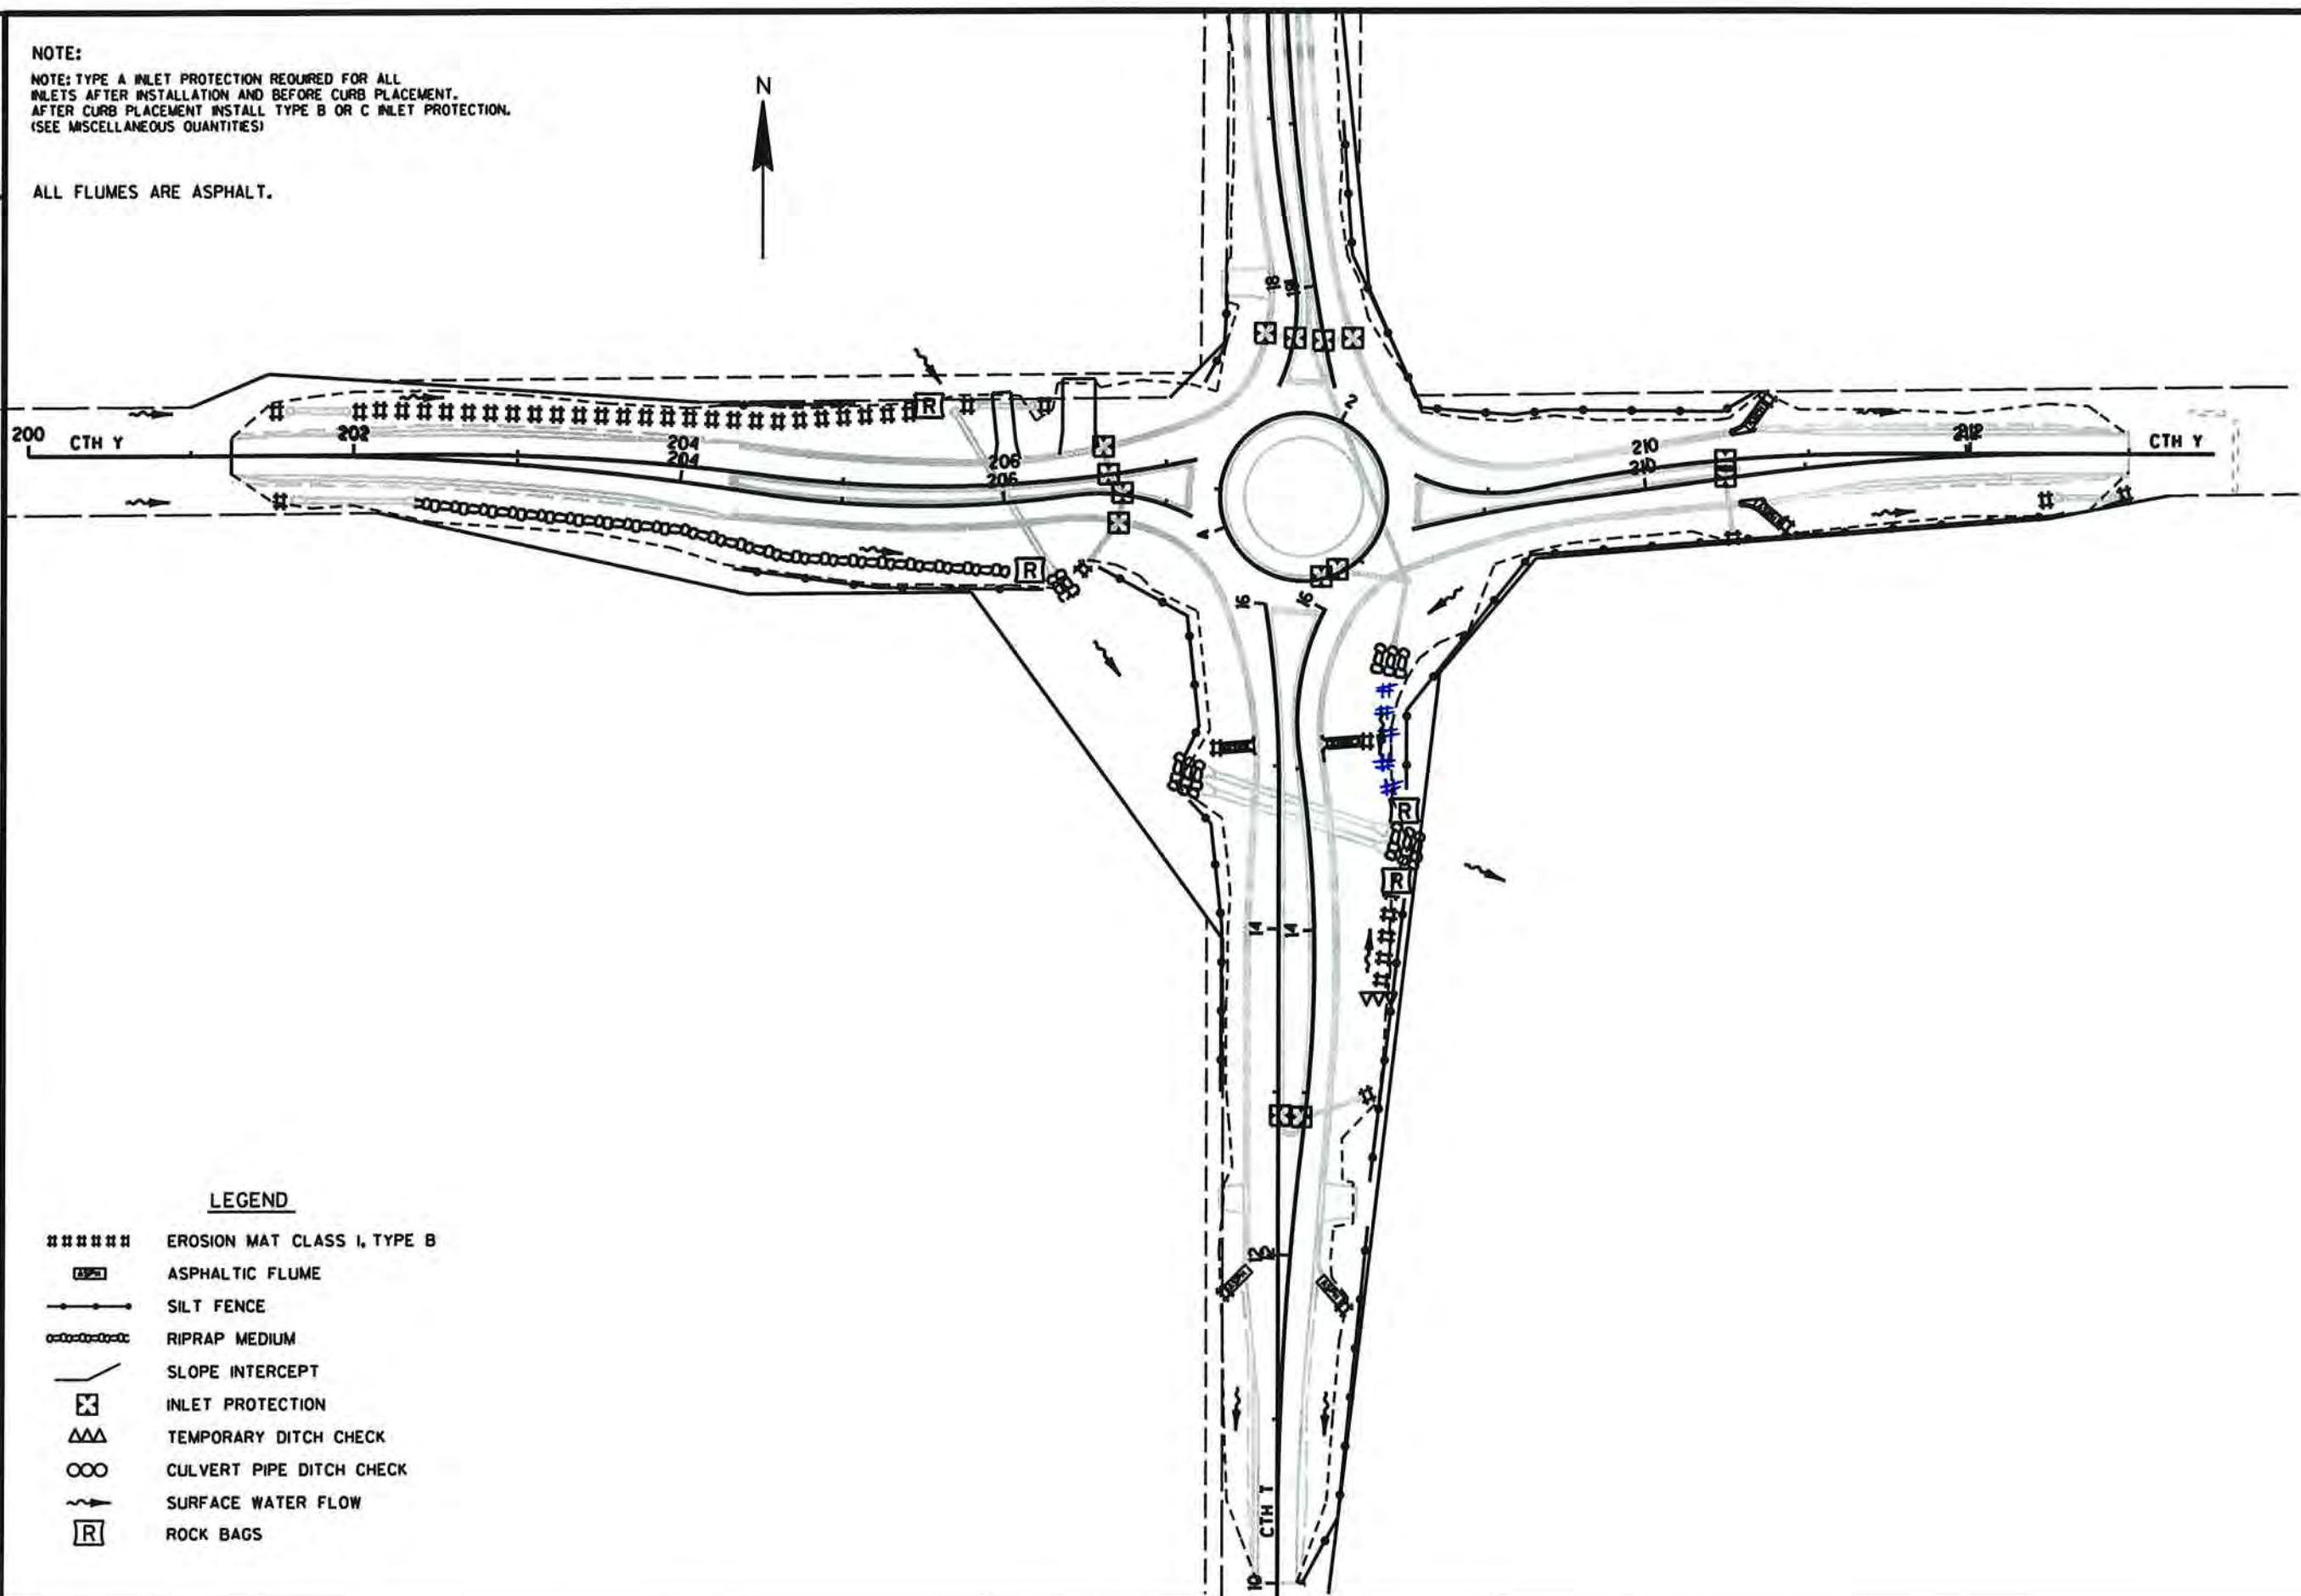 NOTE:
NOTE: TYPE A INLET PROTECTION REQUIRED FOR ALL
INLETS AFTER INSTALLATION AND BEFORE CURB PLACEMENT.
AFTER CURB PLACEMENT INSTALL TYPE B OR C INLET PROTECTION.
(SEE MISCELLANEOUS QUANTITIES)
ALL FLUMES ARE ASPHALT.
N
18
18
2
R
200
CTH Y
202
204
204
206
206
210
210
212
CTH Y
A
R
16
16
R
R
14
14
12
12
ASPH
ASPH
CTH T
10
LEGEND
EROSION MAT CLASS I, TYPE B
ASPH
ASPHALTIC FLUME
SILT FENCE
RIPRAP MEDIUM
SLOPE INTERCEPT
INLET PROTECTION
TEMPORARY DITCH CHECK
CULVERT PIPE DITCH CHECK
SURFACE WATER FLOW
R
ROCK BAGS